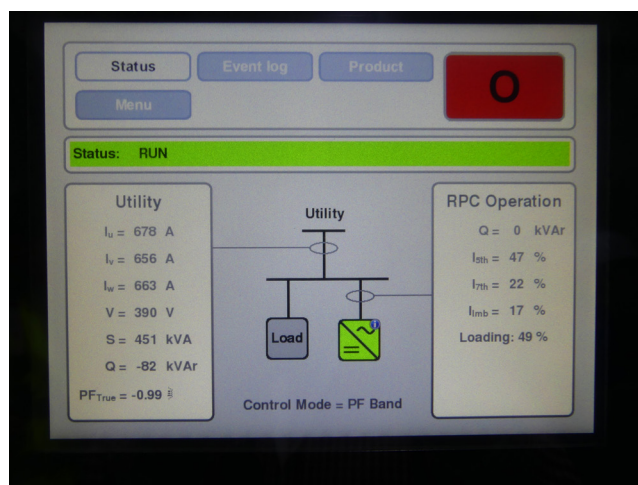 Status
Event log
Product
Menu
O
Status: RUN
Utility
Iu = 678 A
Iv = 656 A
Iw = 663 A
V = 390 V
S = 451 kVA
Q = -82 kVAr
PFTrue = -0.99
Utility
Load
Control Mode = PF Band
RPC Operation
Q = 0 kVAr
I5th = 47 %
I7th = 22 %
IImb = 17 %
Loading: 49 %